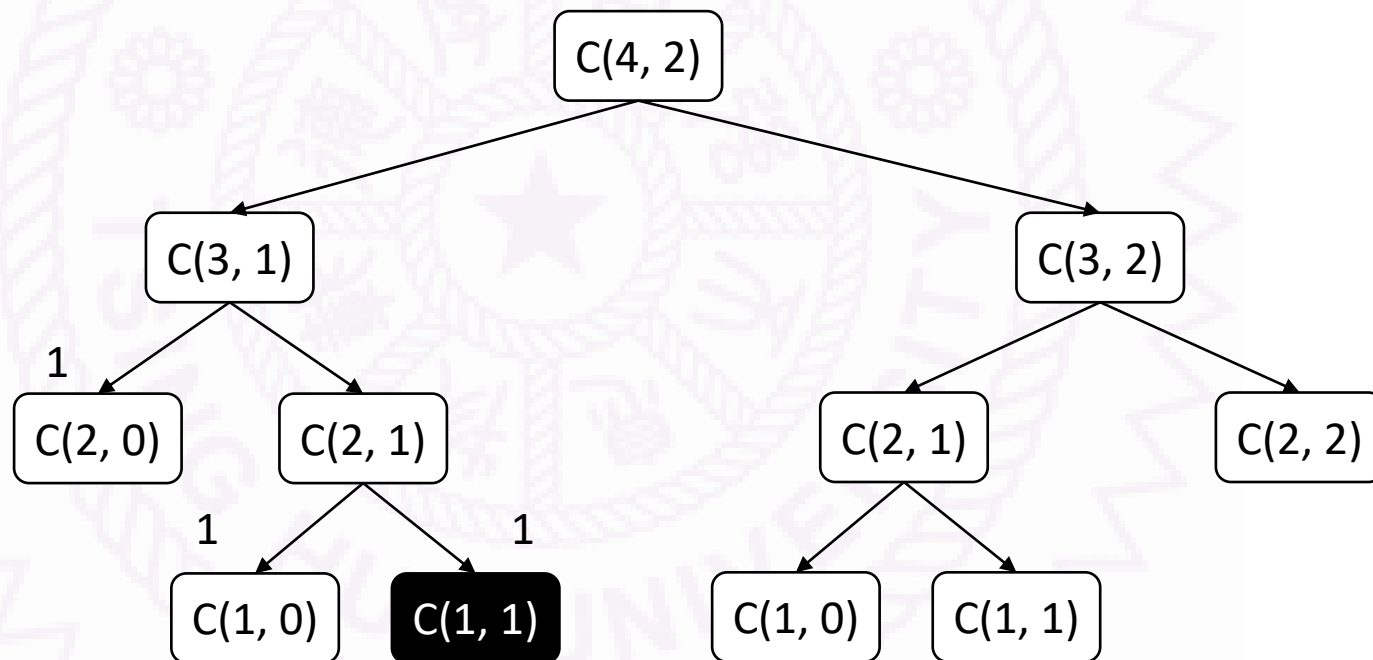 C(4, 2)
C(3, 1)
C(3, 2)
1
C(2, 0)
C(2, 1)
C(2, 1)
C(2, 2)
1
1
C(1, 0)
C(1, 1)
C(1, 0)
C(1, 1)